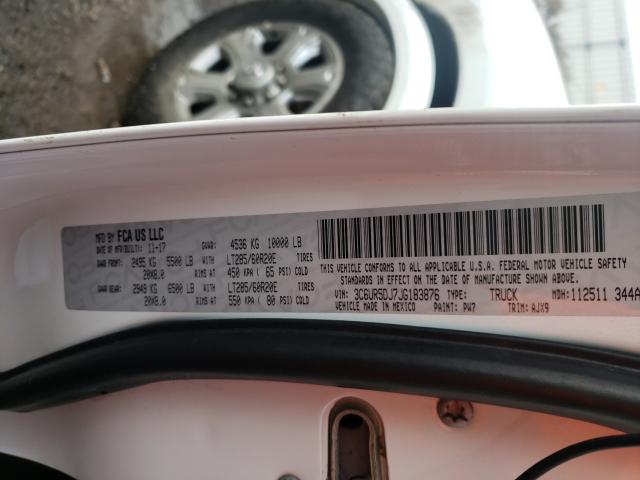 MFD BY FCA US LLC
DATE OF MFR/BUILT: 11-17 GVWR: 4536 KG 10000 LB
GAWR FRONT: 2495 KG 5500 LB WITH LT285/60R20E TIRES
20X8.0 RIMS AT 450 KPA ( 65 PSI) COLD
GAWR REAR: 2949 KG 6500 LB WITH LT285/60R20E TIRES
20X8.0 RIMS AT 550 KPA ( 80 PSI) COLD
THIS VEHICLE CONFORMS TO ALL APPLICABLE U.S.A. FEDERAL MOTOR VEHICLE SAFETY
STANDARDS IN EFFECT ON THE DATE OF MANUFACTURE SHOWN ABOVE.
VIN: 3C6UR5DJ7JG183876 TYPE: TRUCK MDH: 112511 344A
VEHICLE MADE IN MEXICO PAINT: PW7 TRIM: AJX9